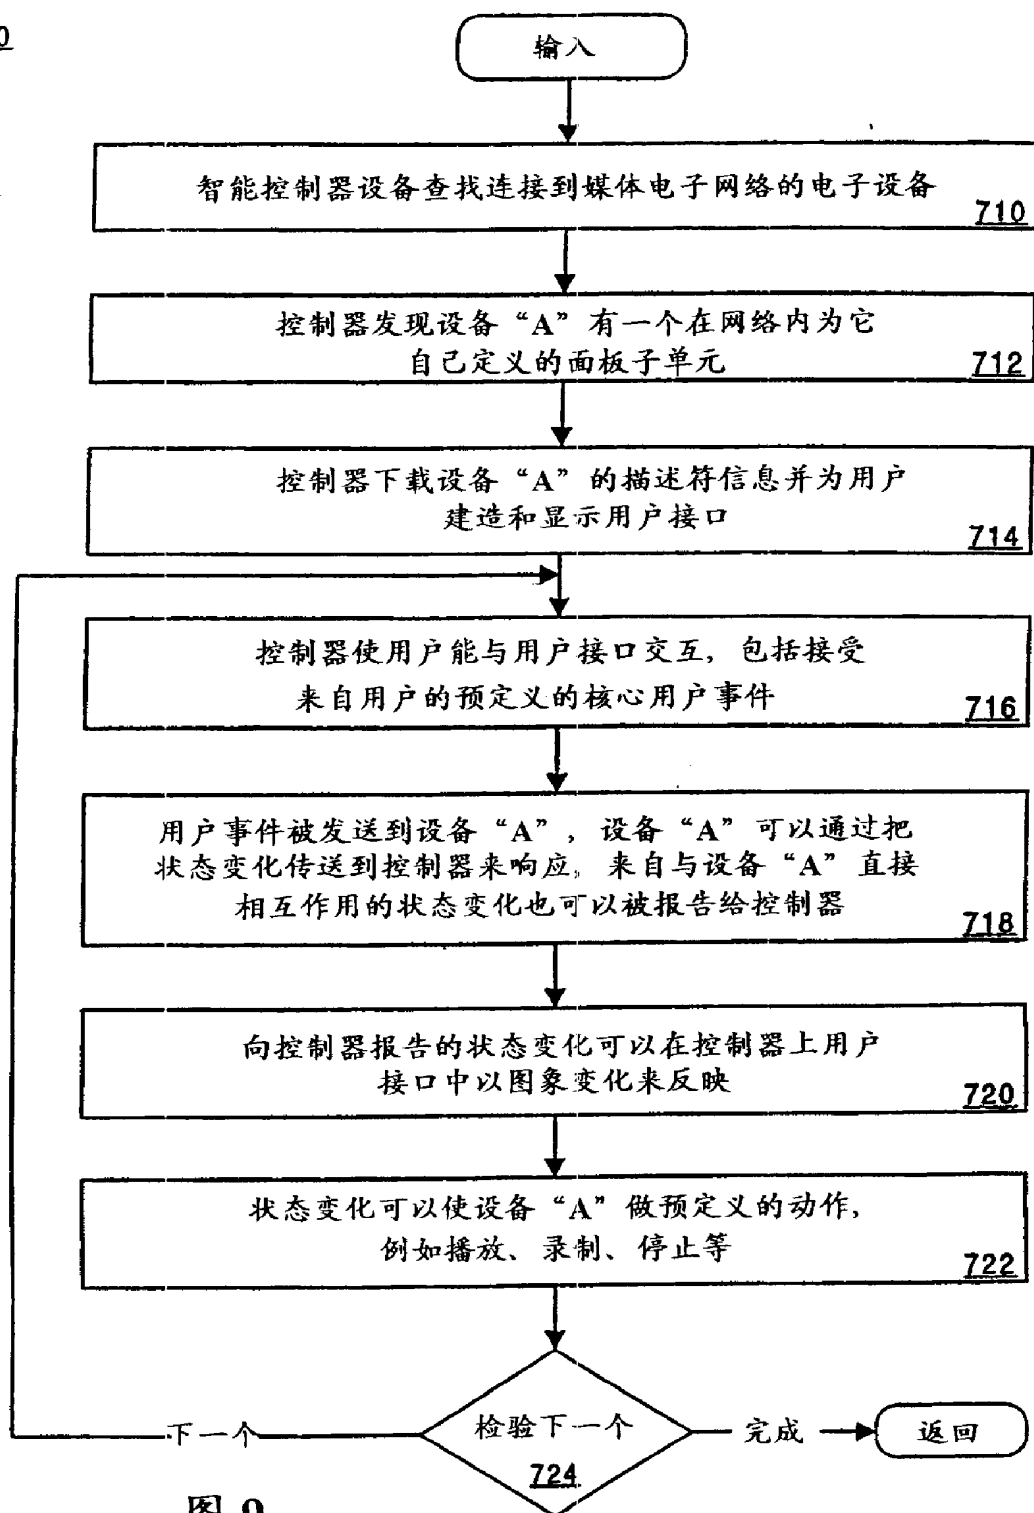 0
输入
智能控制器设备查找连接到媒体电子网络的电子设备
710
控制器发现设备“A”有一个在网络内为它
自己定义的面板子单元
712
控制器下载设备“A”的描述符信息并为用户
建造和显示用户接口
714
控制器使用户能与用户接口交互, 包括接受
来自用户的预定义的核心用户事件
716
用户事件被发送到设备“A”, 设备“A”可以通过把
状态变化传送到控制器来响应, 来自与设备“A”直接
相互作用的状态变化也可以被报告给控制器
718
向控制器报告的状态变化可以在控制器上用户
接口中以图象变化来反映
720
状态变化可以使设备“A”做预定义的动作,
例如播放、录制、停止等
722
检验下一个
724
下一个
完成
返回
图 9